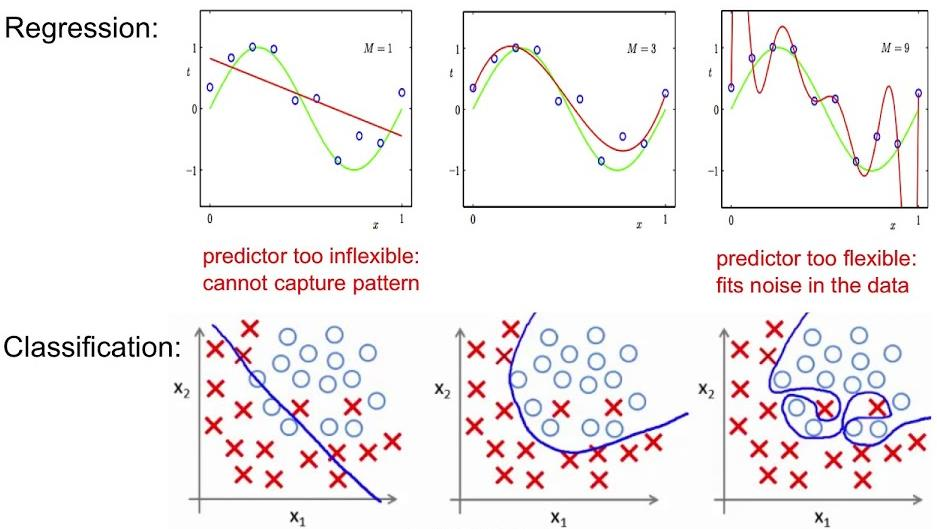 Regression:
M = 1
M = 3
M = 9
t
1
0
−1
0
x
1
t
1
0
−1
0
x
1
t
1
0
−1
0
x
1
predictor too inflexible:
cannot capture pattern
predictor too flexible:
fits noise in the data
Classification:
x2
x1
x2
x1
x2
x1